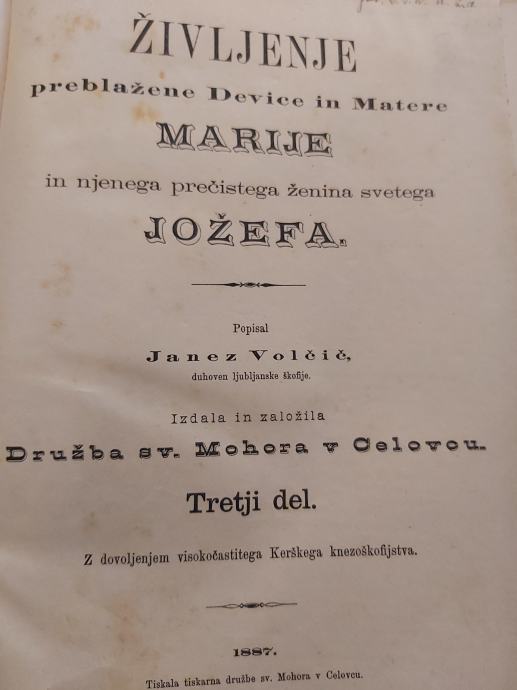 ŽIVLJENJE
preblažene Device in Matere
MARIJE
in njenega prečistega ženina svetega
JOŽEFA.
Popisal
Janez Volčič,
duhoven ljubljanske škofije.
Izdala in založila
Družba sv. Mohora v Celovcu.
Tretji del.
Z dovoljenjem visokočastitega Kerškega knezoškofijstva.
1887.
Tiskala tiskarna družbe sv. Mohora v Celovcu.